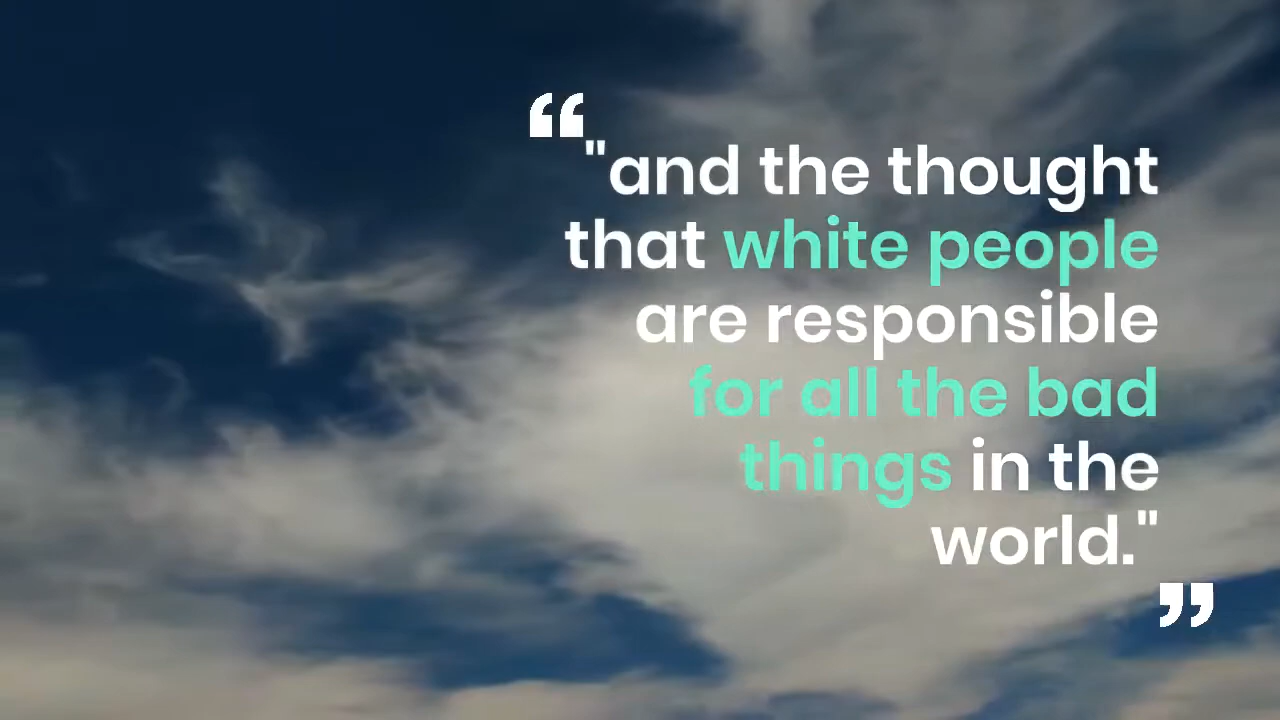 “"and the thought
that white people
are responsible
for all the bad
things in the
world."
”